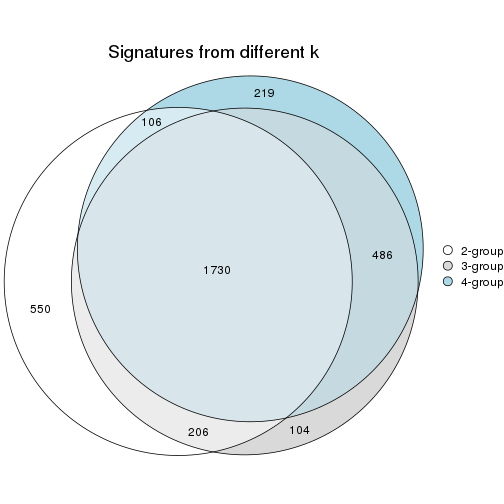 Signatures from different k
219
106
486
1730
550
206
104
2-group
3-group
4-group